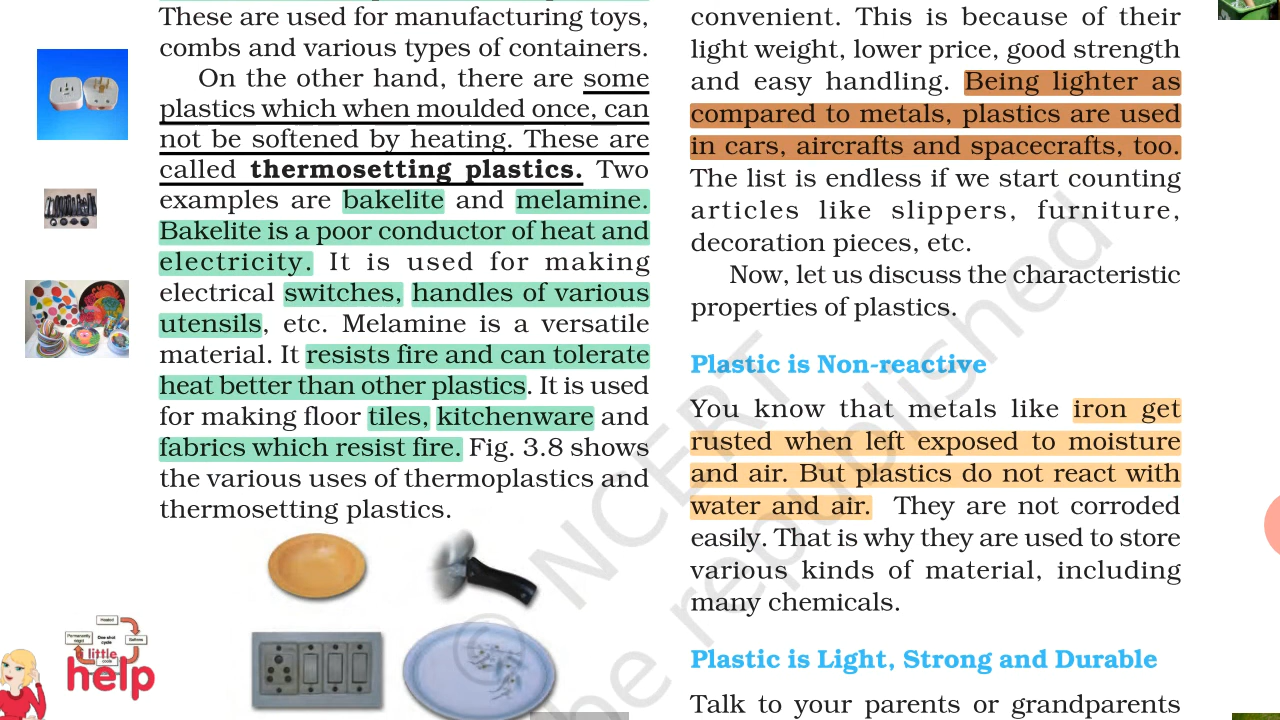 These are used for manufacturing toys,
combs and various types of containers.
On the other hand, there are some
plastics which when moulded once, can
not be softened by heating. These are
called thermosetting plastics. Two
examples are bakelite and melamine.
Bakelite is a poor conductor of heat and
electricity. It is used for making
electrical switches, handles of various
utensils, etc. Melamine is a versatile
material. It resists fire and can tolerate
heat better than other plastics. It is used
for making floor tiles, kitchenware and
fabrics which resist fire. Fig. 3.8 shows
the various uses of thermoplastics and
thermosetting plastics.
Heated
Permanently
rigid
One shot
cycle
Softens
little
help
convenient. This is because of their
light weight, lower price, good strength
and easy handling. Being lighter as
compared to metals, plastics are used
in cars, aircrafts and spacecrafts, too.
The list is endless if we start counting
articles like slippers, furniture,
decoration pieces, etc.
Now, let us discuss the characteristic
properties of plastics.
Plastic is Non-reactive
You know that metals like iron get
rusted when left exposed to moisture
and air. But plastics do not react with
water and air. They are not corroded
easily. That is why they are used to store
various kinds of material, including
many chemicals.
Plastic is Light, Strong and Durable
Talk to your parents or grandparents
© NCERT
be republished